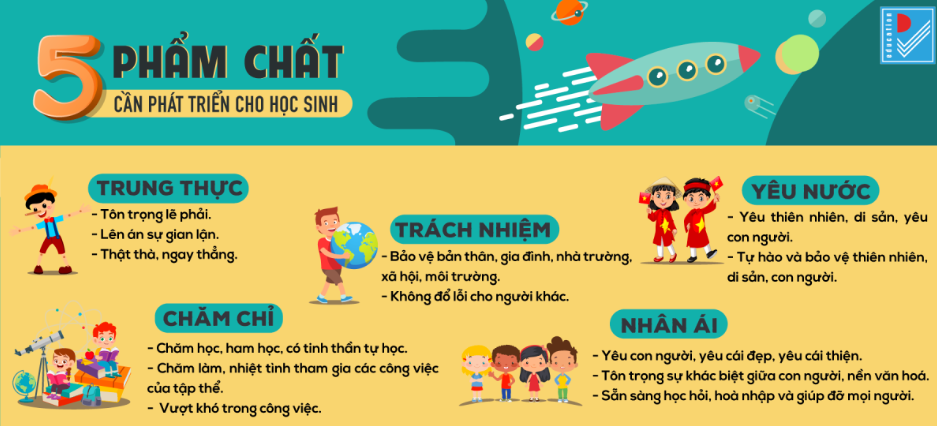 5 PHẨM CHẤT
CẦN PHÁT TRIỂN CHO HỌC SINH
education
TRUNG THỰC
- Tôn trọng lẽ phải.
- Lên án sự gian lận.
- Thật thà, ngay thẳng.
TRÁCH NHIỆM
- Bảo vệ bản thân, gia đình, nhà trường,
xã hội, môi trường.
- Không đổ lỗi cho người khác.
YÊU NƯỚC
- Yêu thiên nhiên, di sản, yêu
con người.
- Tự hào và bảo vệ thiên nhiên,
di sản, con người.
CHĂM CHỈ
- Chăm học, ham học, có tinh thần tự học.
- Chăm làm, nhiệt tình tham gia các công việc
của tập thể.
- Vượt khó trong công việc.
NHÂN ÁI
- Yêu con người, yêu cái đẹp, yêu cái thiện.
- Tôn trọng sự khác biệt giữa con người, nền văn hoá.
- Sẵn sàng học hỏi, hoà nhập và giúp đỡ mọi người.